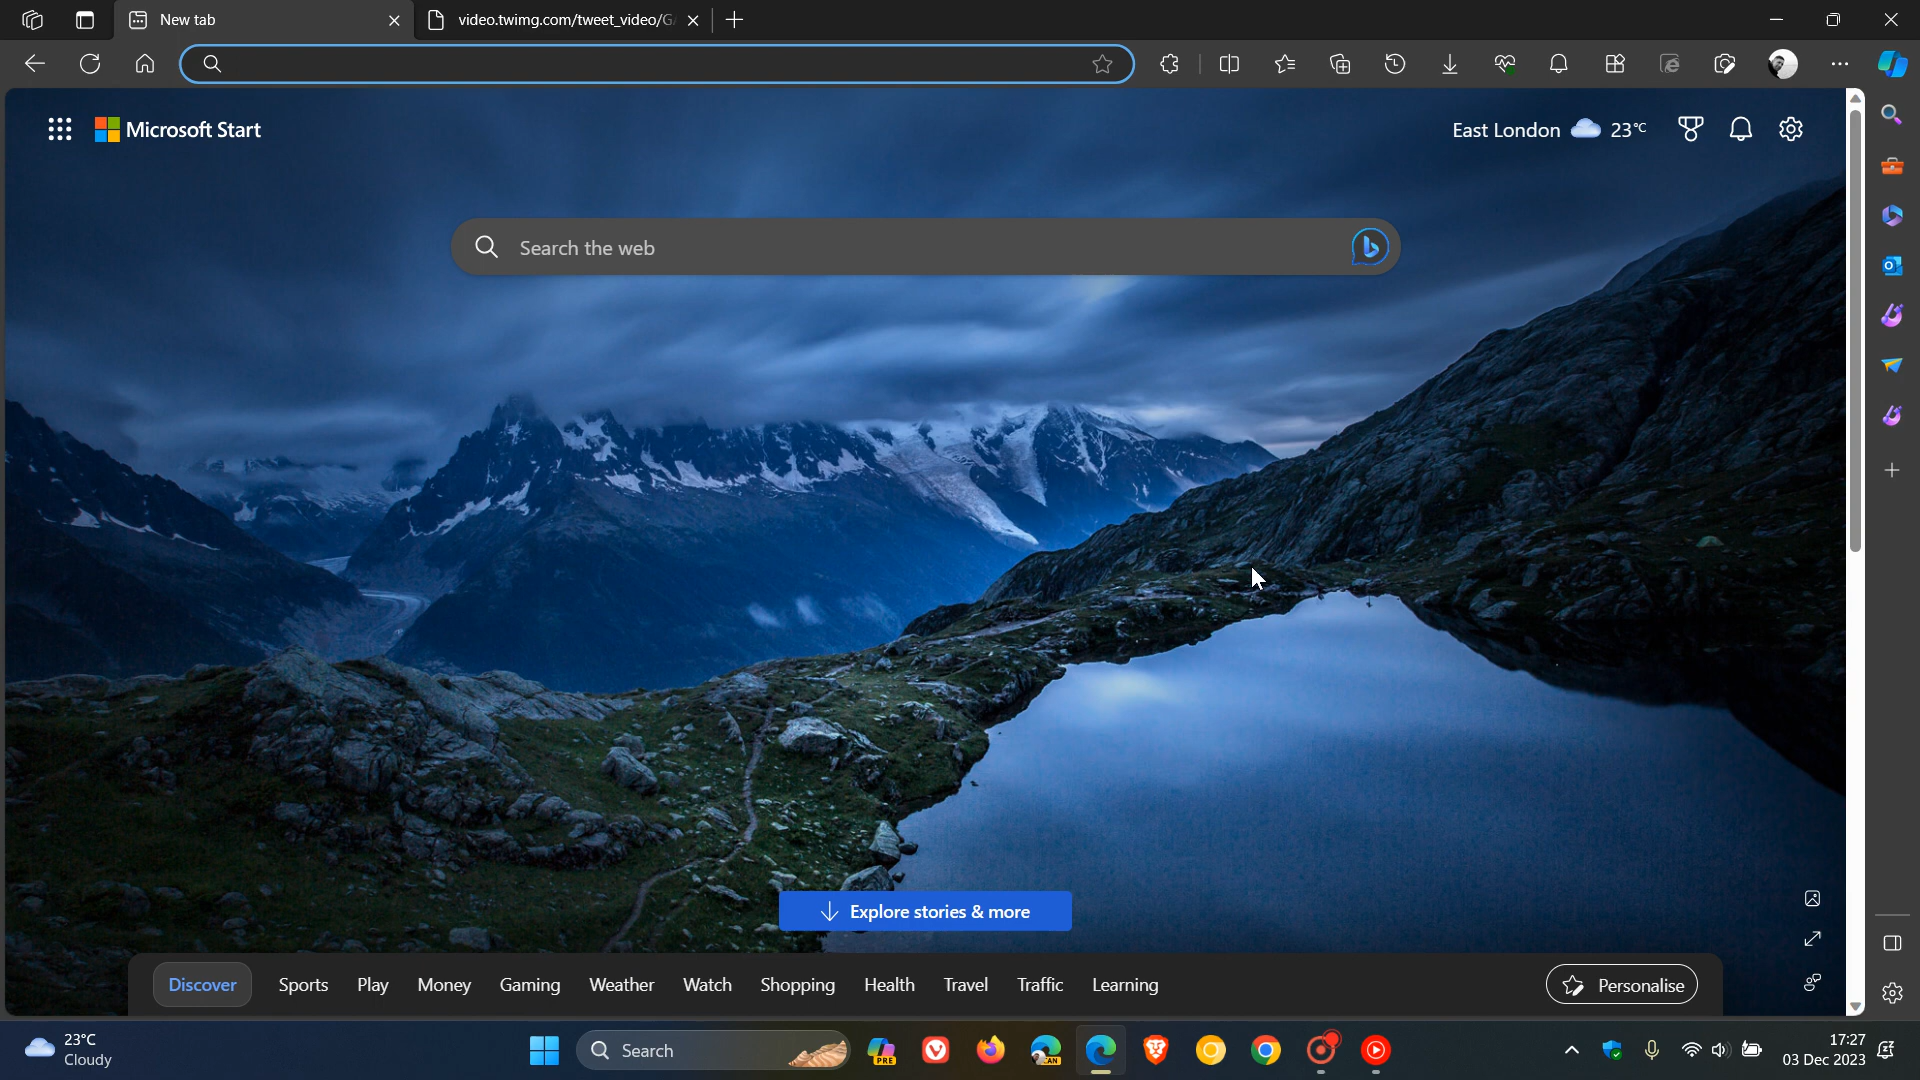 New tab
video.twimg.com/tweet_video/G
Microsoft Start
East London 23°C
Search the web
Explore stories & more
Discover Sports Play Money Gaming Weather Watch Shopping Health Travel Traffic Learning Personalise
23°C
Cloudy
Search
PRE
CAN
17:27
03 Dec 2023